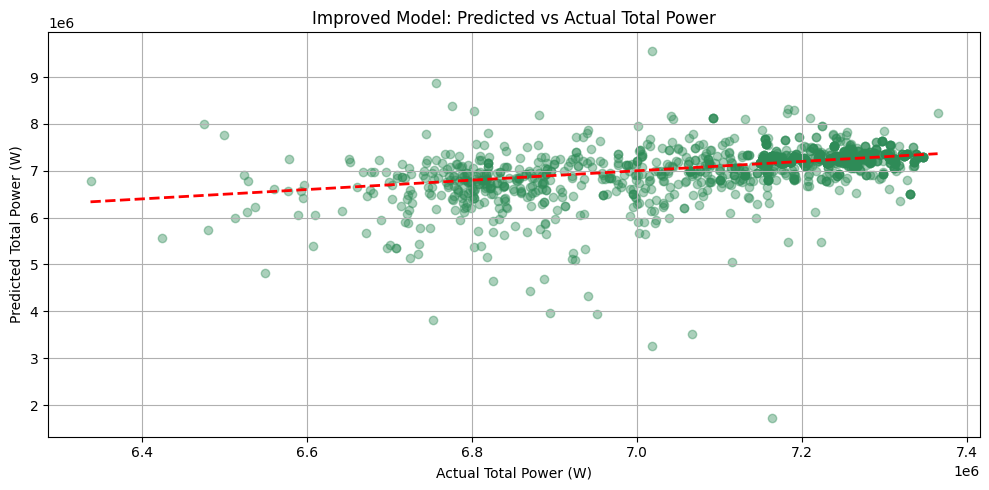 Improved Model: Predicted vs Actual Total Power
1e6
9
8
7
6
5
4
3
2
Predicted Total Power (W)
6.4 6.6 6.8 7.0 7.2 7.4
1e6
Actual Total Power (W)